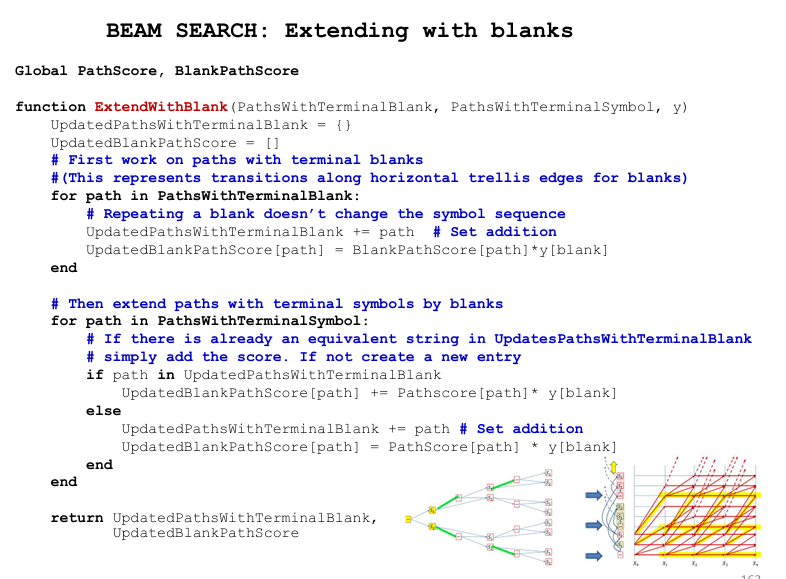 BEAM SEARCH: Extending with blanks
Global PathScore, BlankPathScore
function ExtendWithBlank(PathsWithTerminalBlank, PathsWithTerminalSymbol, y)
UpdatedPathsWithTerminalBlank = {}
UpdatedBlankPathScore = []
# First work on paths with terminal blanks
#(This represents transitions along horizontal trellis edges for blanks)
for path in PathsWithTerminalBlank:
# Repeating a blank doesn’t change the symbol sequence
UpdatedPathsWithTerminalBlank += path # Set addition
UpdatedBlankPathScore[path] = BlankPathScore[path]*y[blank]
end
# Then extend paths with terminal symbols by blanks
for path in PathsWithTerminalSymbol:
# If there is already an equivalent string in UpdatesPathsWithTerminalBlank
# simply add the score. If not create a new entry
if path in UpdatedPathsWithTerminalBlank
UpdatedBlankPathScore[path] += Pathscore[path]* y[blank]
else
UpdatedPathsWithTerminalBlank += path # Set addition
UpdatedBlankPathScore[path] = PathScore[path] * y[blank]
end
end
return UpdatedPathsWithTerminalBlank,
UpdatedBlankPathScore